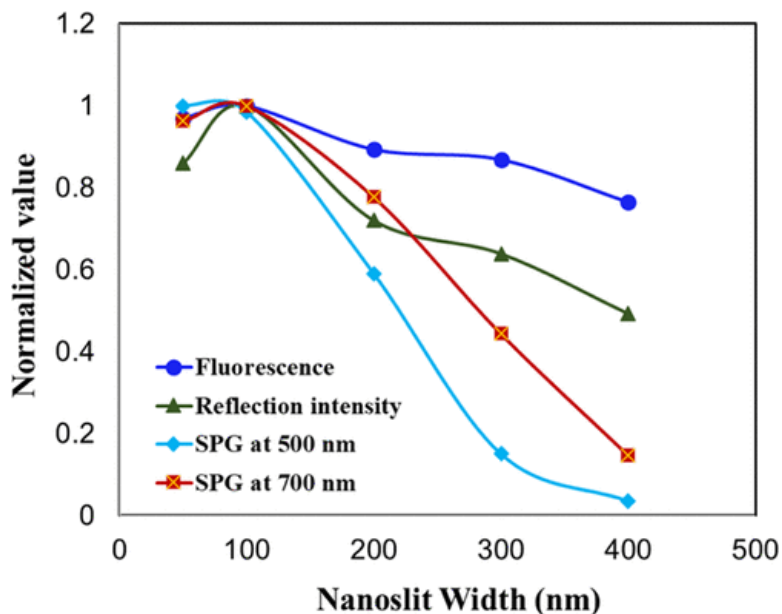 1.2
1
0.8
0.6
0.4
0.2
0
Normalized value
Fluorescence
Reflection intensity
SPG at 500 nm
SPG at 700 nm
0 100 200 300 400 500
Nanoslit Width (nm)